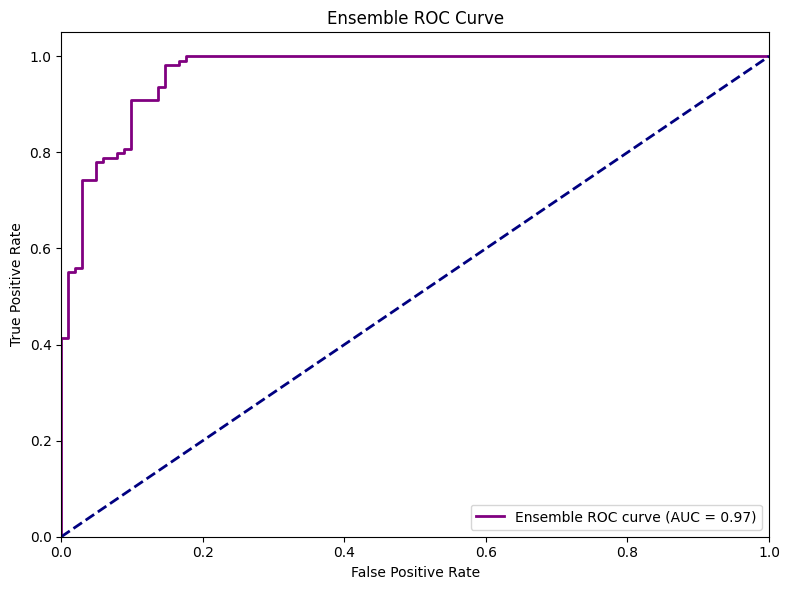 Ensemble ROC Curve
True Positive Rate
1.0
0.8
0.6
0.4
0.2
0.0
Ensemble ROC curve (AUC = 0.97)
0.0 0.2 0.4 0.6 0.8 1.0
False Positive Rate